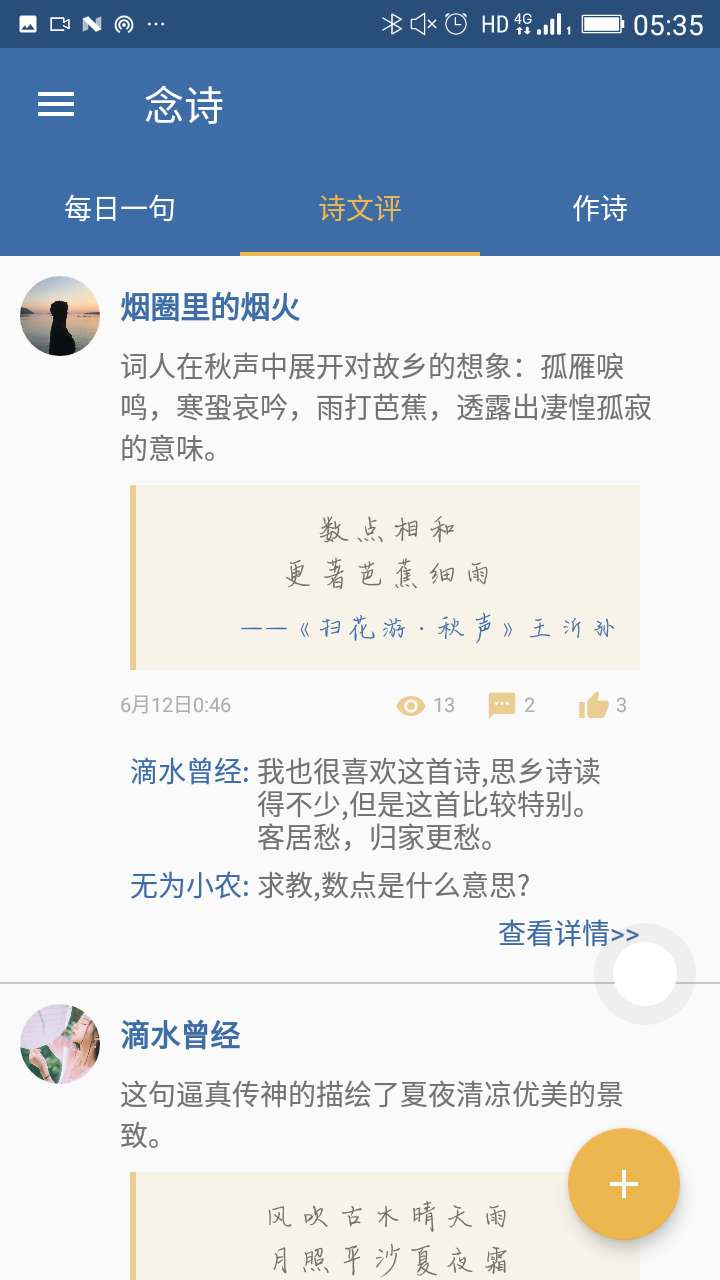 HD 4G 1 05:35
念诗
每日一句 诗文评 作诗
烟圈里的烟火
词人在秋声中展开对故乡的想象：孤雁唳
鸣，寒蛩哀吟，雨打芭蕉，透露出凄惶孤寂
的意味。
数点相和
更著芭蕉细雨
——《扫花游·秋声》王沂孙
6月12日0:46 13 2 3
滴水曾经: 我也很喜欢这首诗,思乡诗读
得不少,但是这首比较特别。
客居愁，归家更愁。
无为小农: 求教,数点是什么意思?
查看详情>>
滴水曾经
这句逼真传神的描绘了夏夜清凉优美的景
致。
风吹古木晴天雨
月照平沙夏夜霜